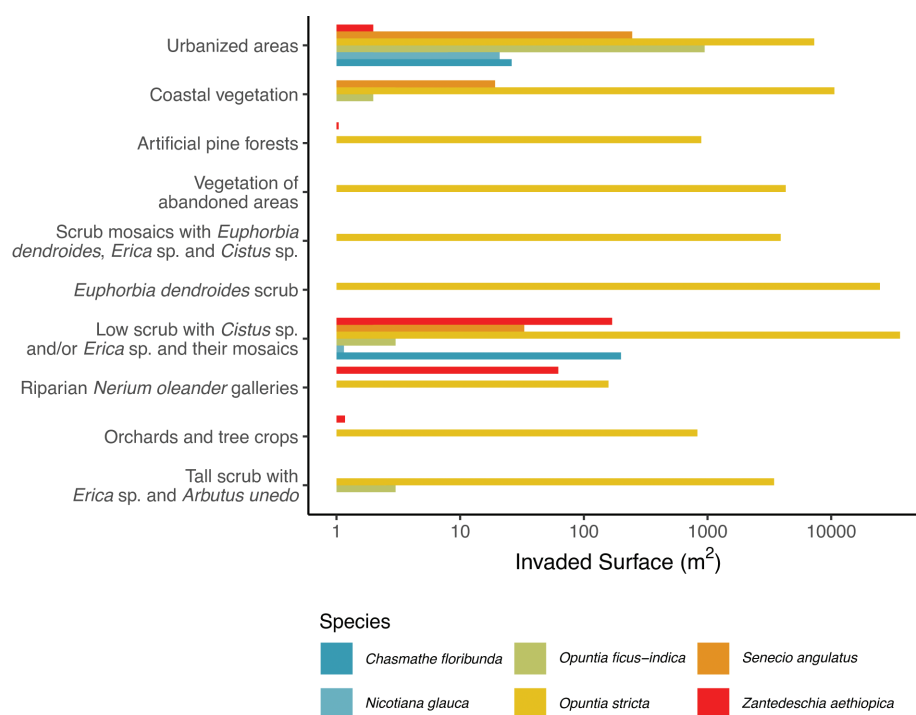 Urbanized areas
Coastal vegetation
Artificial pine forests
Vegetation of
abandoned areas
Scrub mosaics with Euphorbia
dendroides, Erica sp. and Cistus sp.
Euphorbia dendroides scrub
Low scrub with Cistus sp.
and/or Erica sp. and their mosaics
Riparian Nerium oleander galleries
Orchards and tree crops
Tall scrub with
Erica sp. and Arbutus unedo
1 10 100 1000 10000
Invaded Surface (m²)
Species
Chasmathe floribunda Opuntia ficus−indica Senecio angulatus
Nicotiana glauca Opuntia stricta Zantedeschia aethiopica